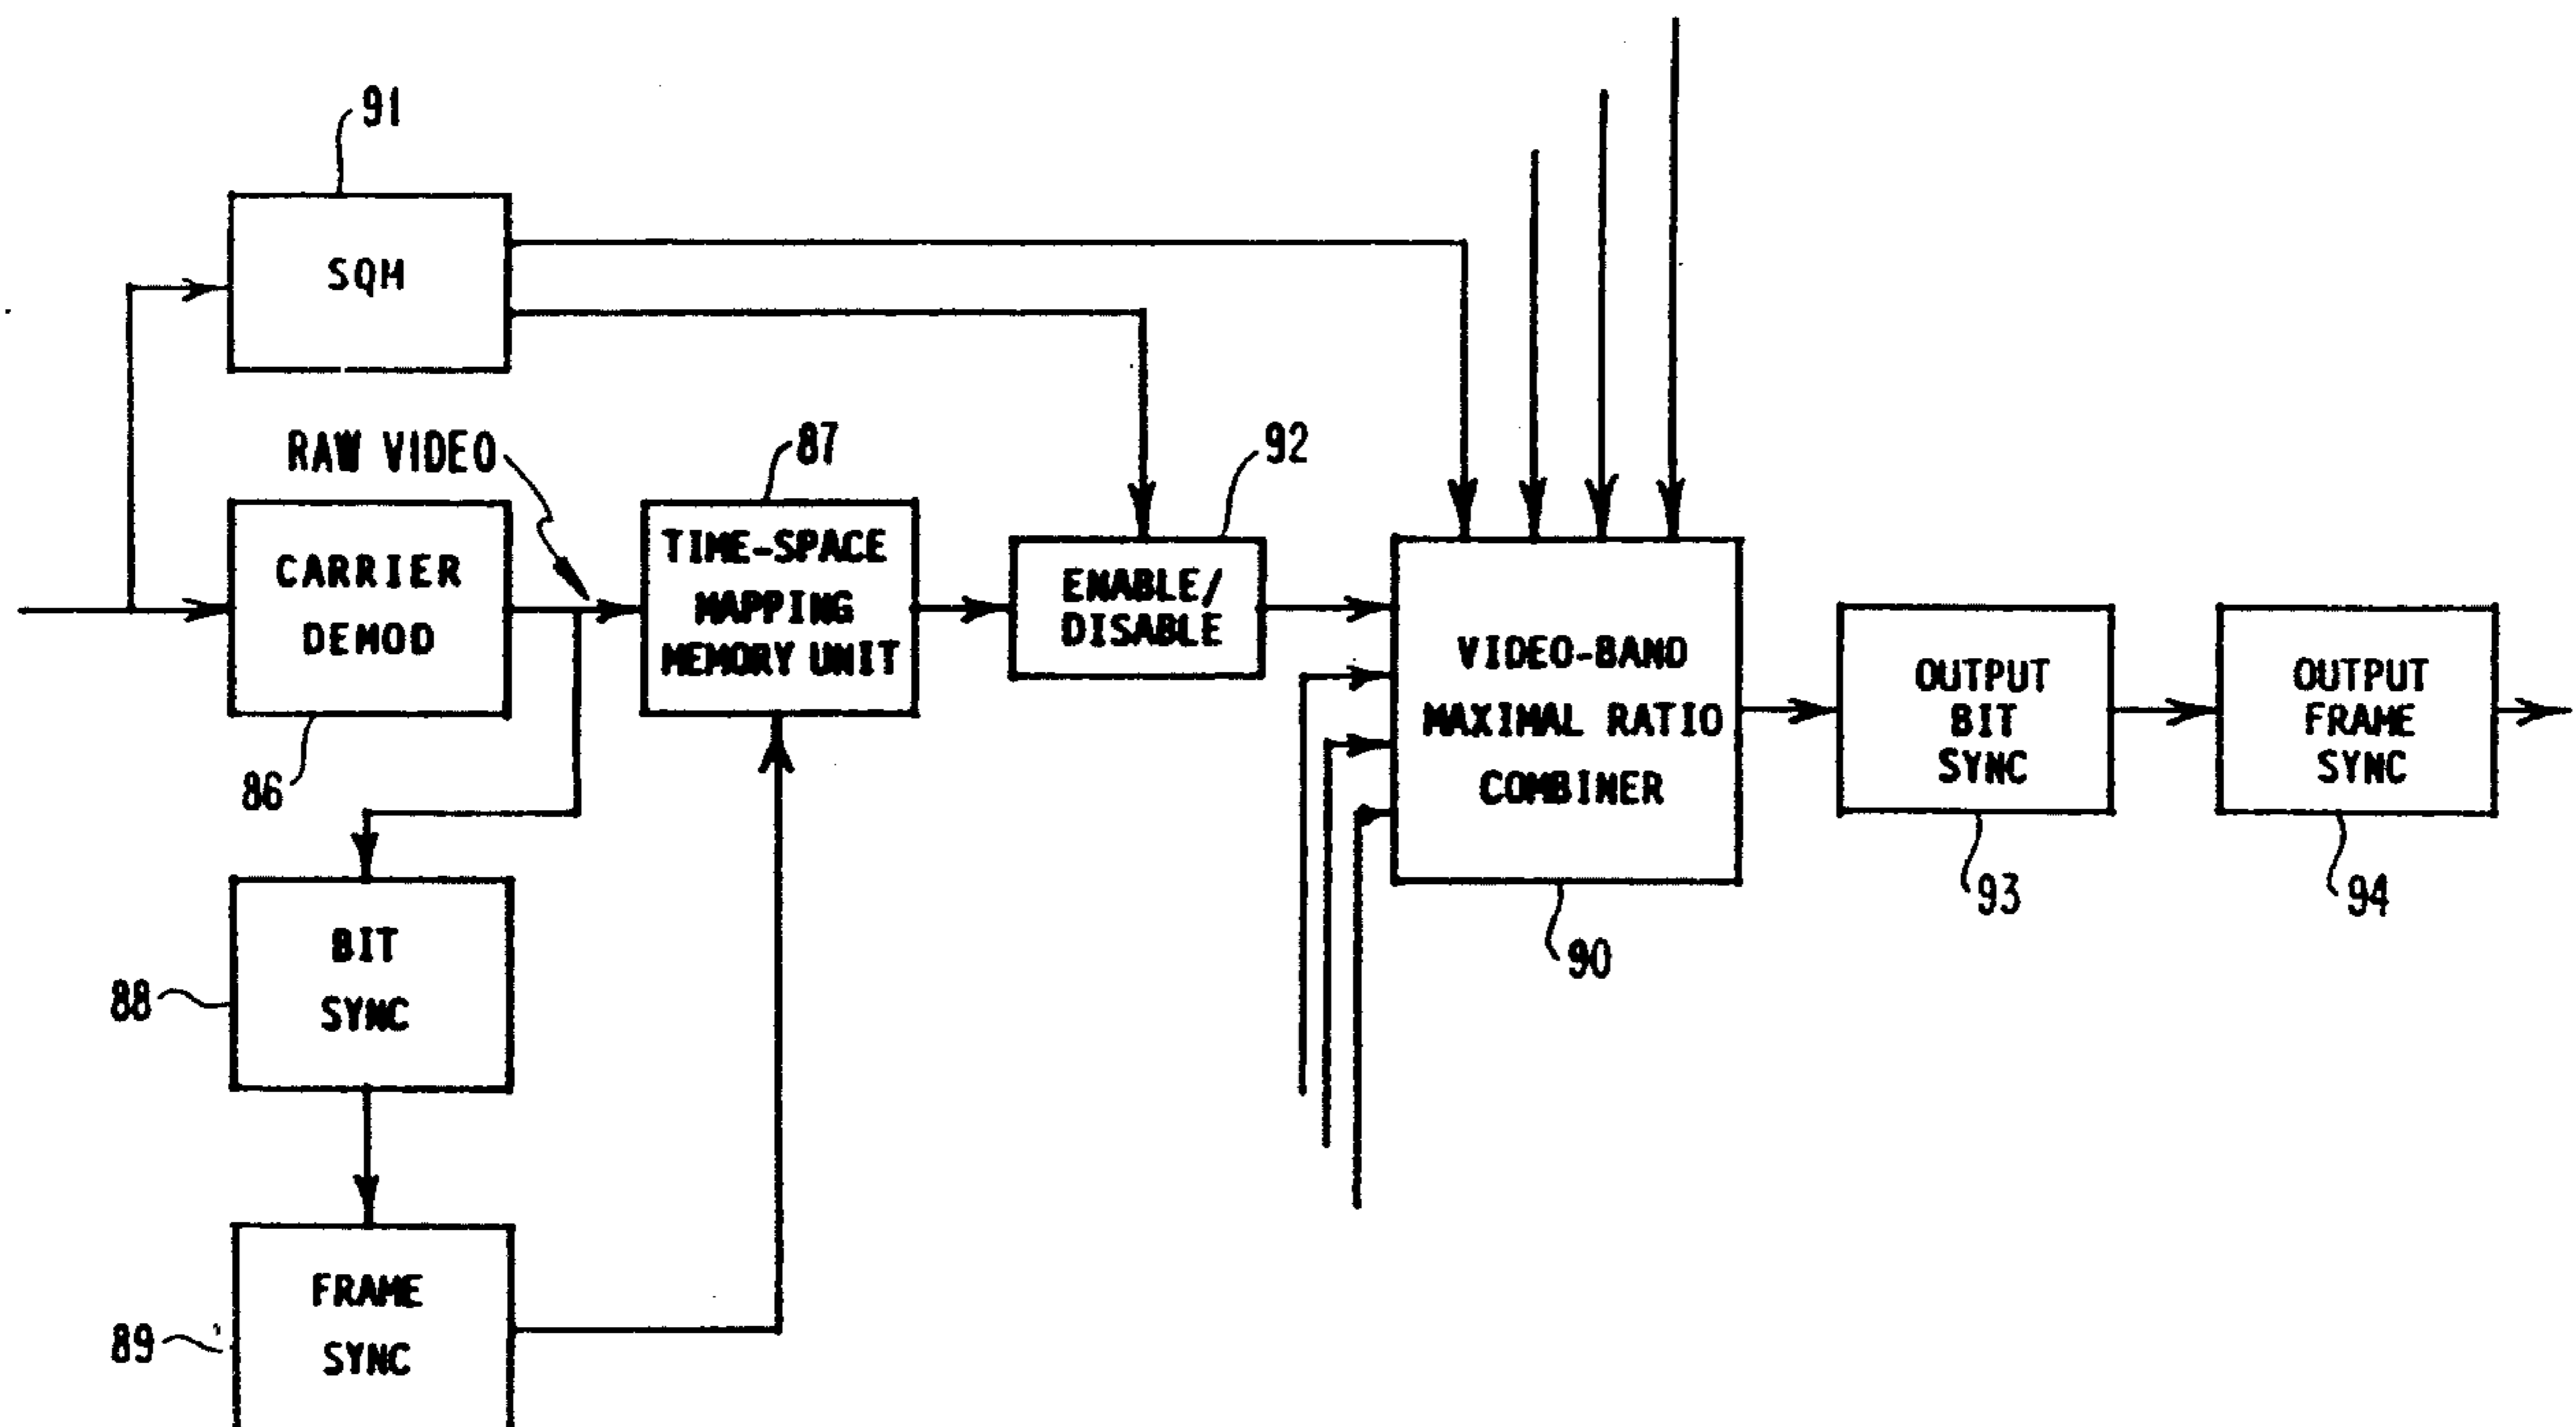 91
SQM
RAW VIDEO
87
92
CARRIER
DEMOD
TIME-SPACE
MAPPING
MEMORY UNIT
ENABLE/
DISABLE
VIDEO-BAND
MAXIMAL RATIO
COMBINER
OUTPUT
BIT
SYNC
OUTPUT
FRAME
SYNC
86
93
94
90
BIT
SYNC
88
FRAME
SYNC
89